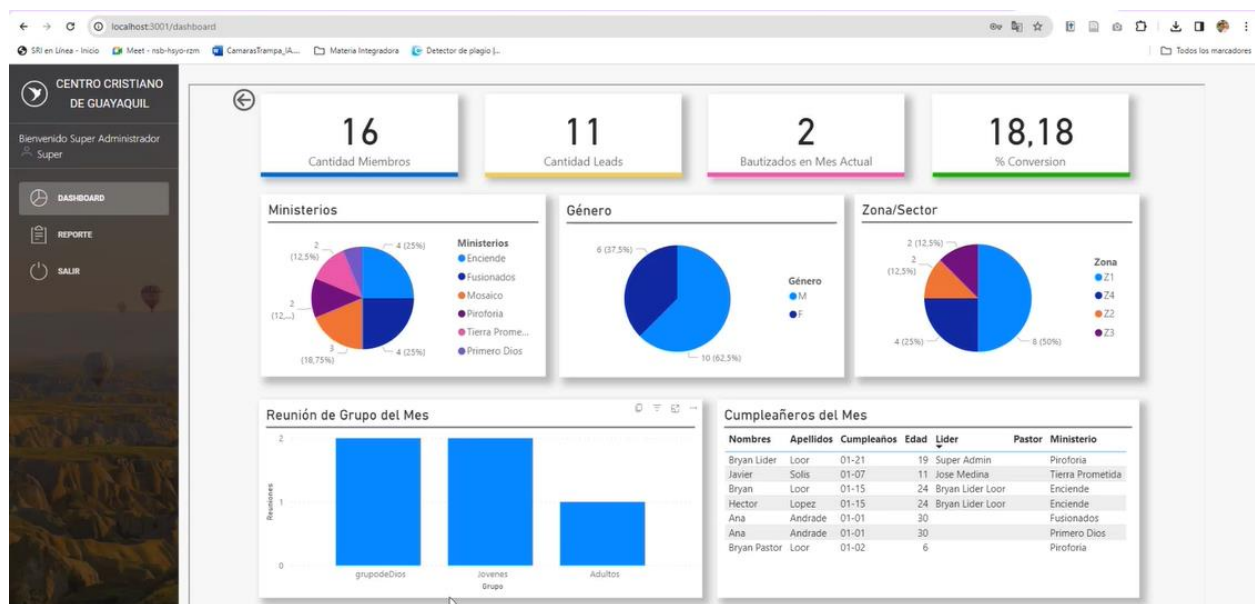 localhost:3001/dashboard
SRI en Línea - Inicio Meet - nsb-hsyo-rzm CamarasTrampa_IA... Materia Integradora Detector de plagio |... Todos los marcadores
CENTRO CRISTIANO
DE GUAYAQUIL
Bienvenido Super Administrador
Super
DASHBOARD
REPORTE
SALIR
16
Cantidad Miembros
11
Cantidad Leads
2
Bautizados en Mes Actual
18,18
% Conversion
Ministerios
2
(12,5%)
4 (25%)
2
(12,...)
3
(18,75%)
4 (25%)
Ministerios
Enciende
Fusionados
Mosaico
Piroforia
Tierra Prome...
Primero Dios
Género
6 (37,5%)
10 (62,5%)
Género
M
F
Zona/Sector
2 (12,5%)
2
(12,5%)
4 (25%)
8 (50%)
Zona
Z1
Z4
Z2
Z3
Reunión de Grupo del Mes
2
1
0
Reuniones
grupodeDios Jovenes Adultos
Grupo
Cumpleañeros del Mes
Nombres Apellidos Cumpleaños Edad Lider Pastor Ministerio
Bryan Lider Loor 01-21 19 Super Admin Piroforia
Javier Solis 01-07 11 Jose Medina Tierra Prometida
Bryan Loor 01-15 24 Bryan Lider Loor Enciende
Hector Lopez 01-15 24 Bryan Lider Loor Enciende
Ana Andrade 01-01 30 Fusionados
Ana Andrade 01-01 30 Primero Dios
Bryan Pastor Loor 01-02 6 Piroforia